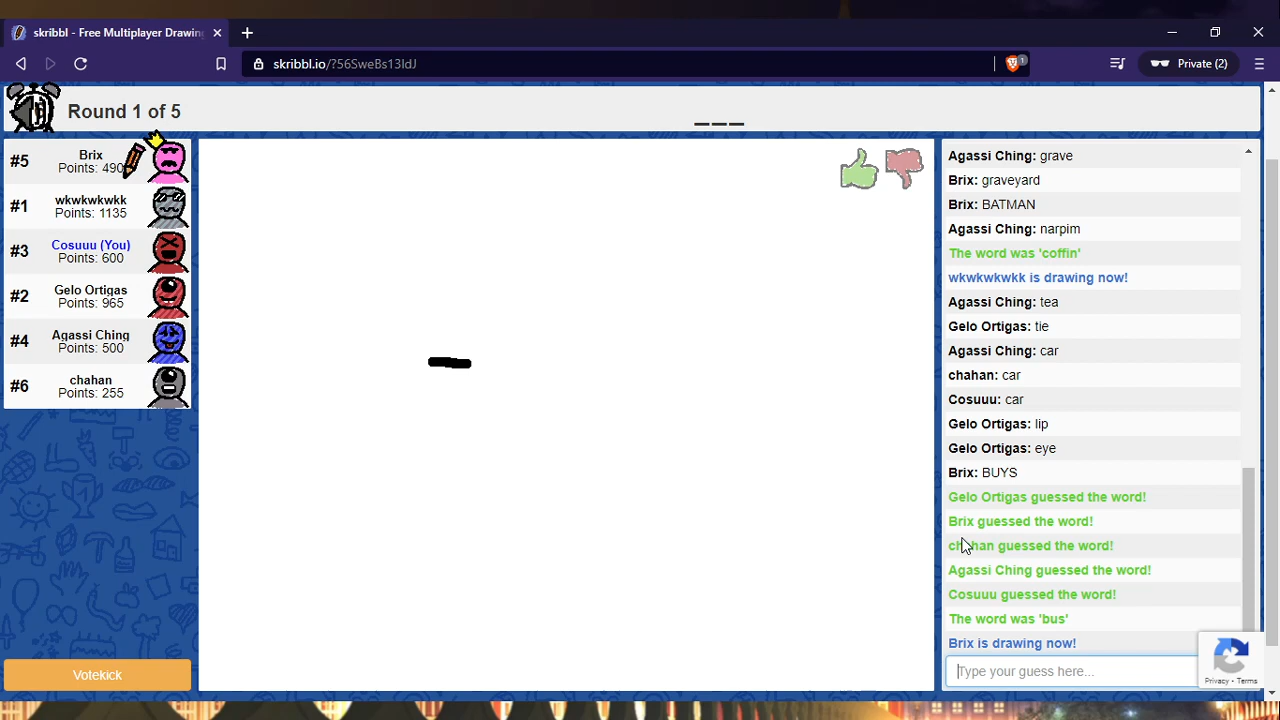 skribbl - Free Multiplayer Drawin
skribbl.io/?56SweBs13IdJ
1
Private (2)
Round 1 of 5
_ _ _
#5
Brix
Points: 490
#1
wkwkwkwkk
Points: 1135
#3
Cosuuu (You)
Points: 600
#2
Gelo Ortigas
Points: 965
#4
Agassi Ching
Points: 500
#6
chahan
Points: 255
Votekick
Agassi Ching: grave
Brix: graveyard
Brix: BATMAN
Agassi Ching: narpim
The word was 'coffin'
wkwkwkwkk is drawing now!
Agassi Ching: tea
Gelo Ortigas: tie
Agassi Ching: car
chahan: car
Cosuuu: car
Gelo Ortigas: lip
Gelo Ortigas: eye
Brix: BUYS
Gelo Ortigas guessed the word!
Brix guessed the word!
chahan guessed the word!
Agassi Ching guessed the word!
Cosuuu guessed the word!
The word was 'bus'
Brix is drawing now!
Type your guess here...
Privacy - Terms